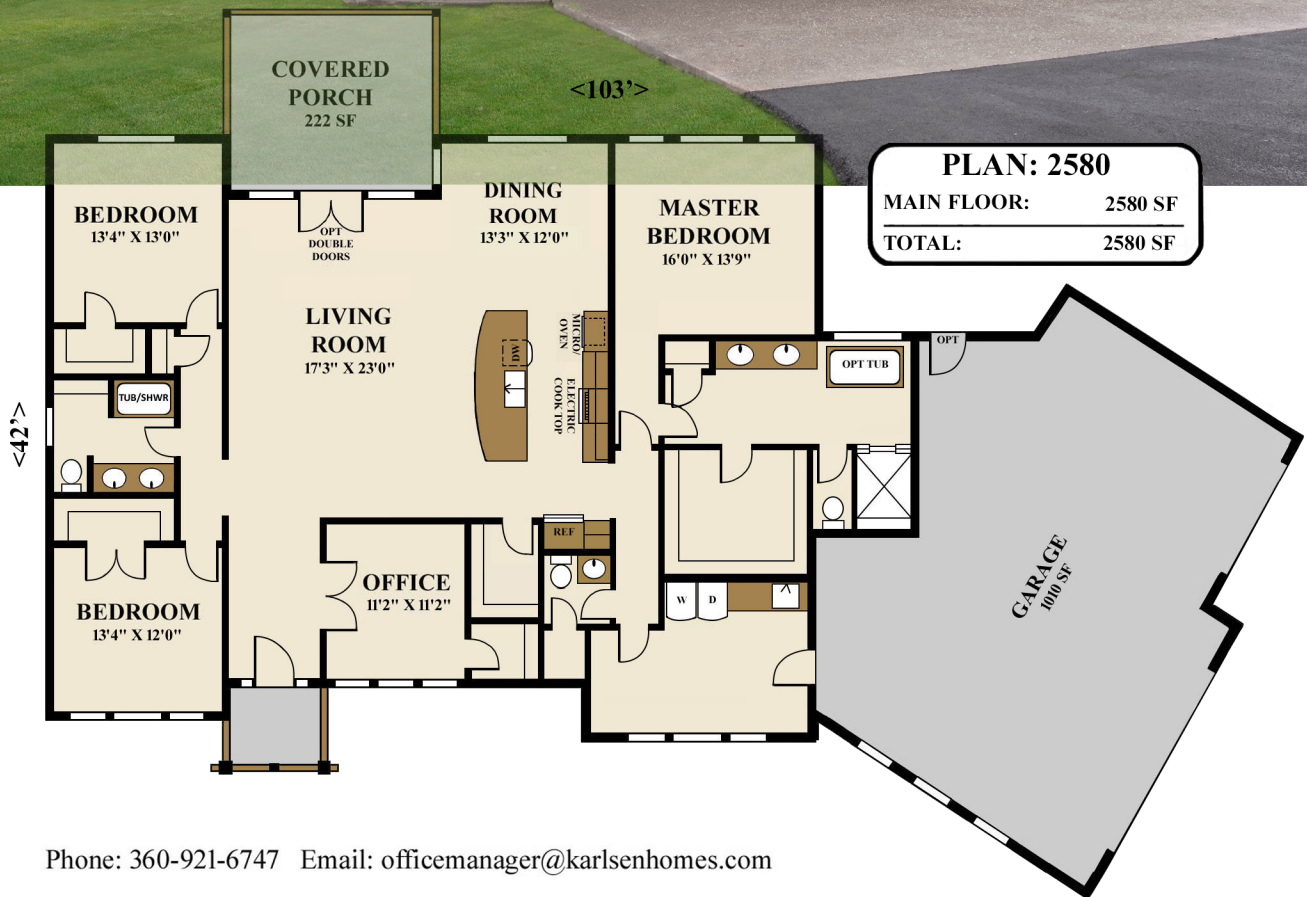 COVERED
PORCH
222 SF
<103'>
PLAN: 2580
MAIN FLOOR: 2580 SF
TOTAL: 2580 SF
BEDROOM
13'4" X 13'0"
OPT
DOUBLE
DOORS
DINING
ROOM
13'3" X 12'0"
MASTER
BEDROOM
16'0" X 13'9"
LIVING
ROOM
17'3" X 23'0"
MICRO/
OVEN
DW
ELECTRIC
COOK TOP
OPT TUB
OPT
TUB/SHWR
<42'>
REF
OFFICE
11'2" X 11'2"
BEDROOM
13'4" X 12'0"
W
D
GARAGE
1010 SF
Phone: 360-921-6747 Email: officemanager@karlsenhomes.com